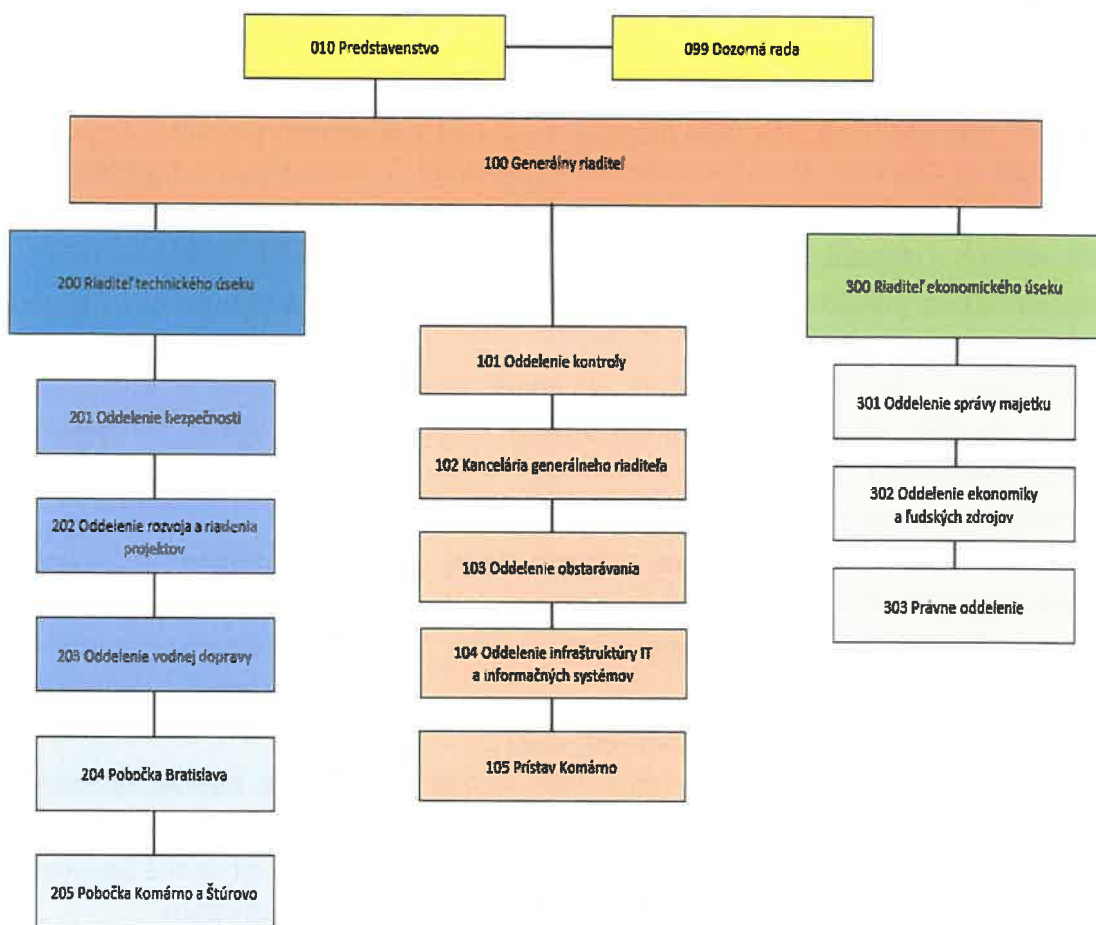 010 Predstavenstvo
099 Dozorná rada
100 Generálny riaditeľ
200 Riaditeľ technického úseku
201 Oddelenie bezpečnosti
202 Oddelenie rozvoja a riadenia
projektov
203 Oddelenie vodnej dopravy
204 Pobočka Bratislava
205 Pobočka Komárno a Štúrovo
101 Oddelenie kontroly
102 Kancelária generálneho riaditeľa
103 Oddelenie obstarávania
104 Oddelenie infraštruktúry IT
a informačných systémov
105 Prístav Komárno
300 Riaditeľ ekonomického úseku
301 Oddelenie správy majetku
302 Oddelenie ekonomiky
a ľudských zdrojov
303 Právne oddelenie